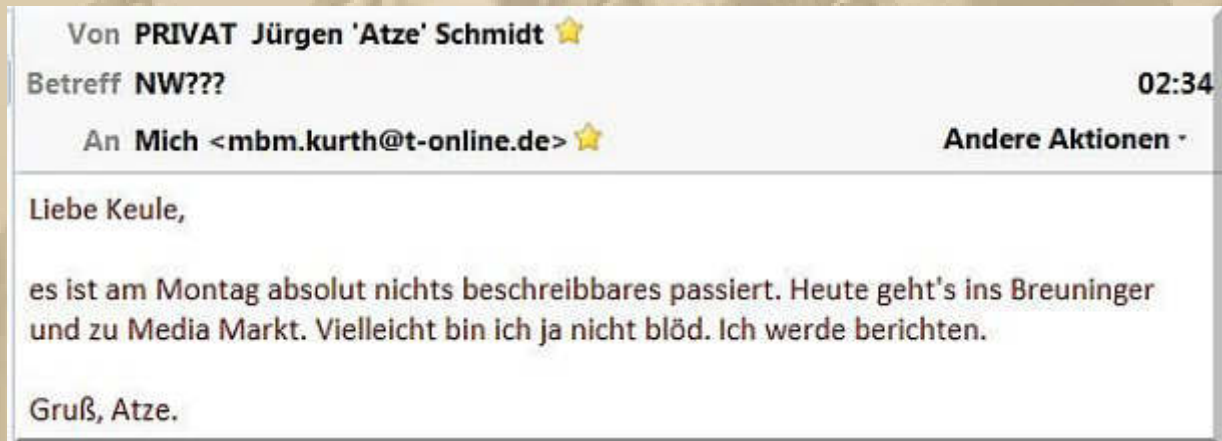 Von PRIVAT Jürgen 'Atze' Schmidt
Betreff NW??? 02:34
An Mich <mbm.kurth@t-online.de> Andere Aktionen
Liebe Keule,
es ist am Montag absolut nichts beschreibbares passiert. Heute geht's ins Breuninger
und zu Media Markt. Vielleicht bin ich ja nicht blöd. Ich werde berichten.
Gruß, Atze.